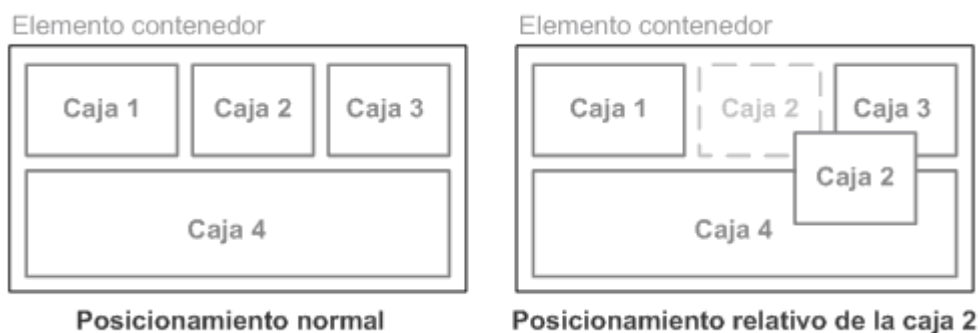 Elemento contenedor
Caja 1
Caja 2
Caja 3
Caja 4
Posicionamiento normal
Elemento contenedor
Caja 1
Caja 2
Caja 3
Caja 2
Caja 4
Posicionamiento relativo de la caja 2